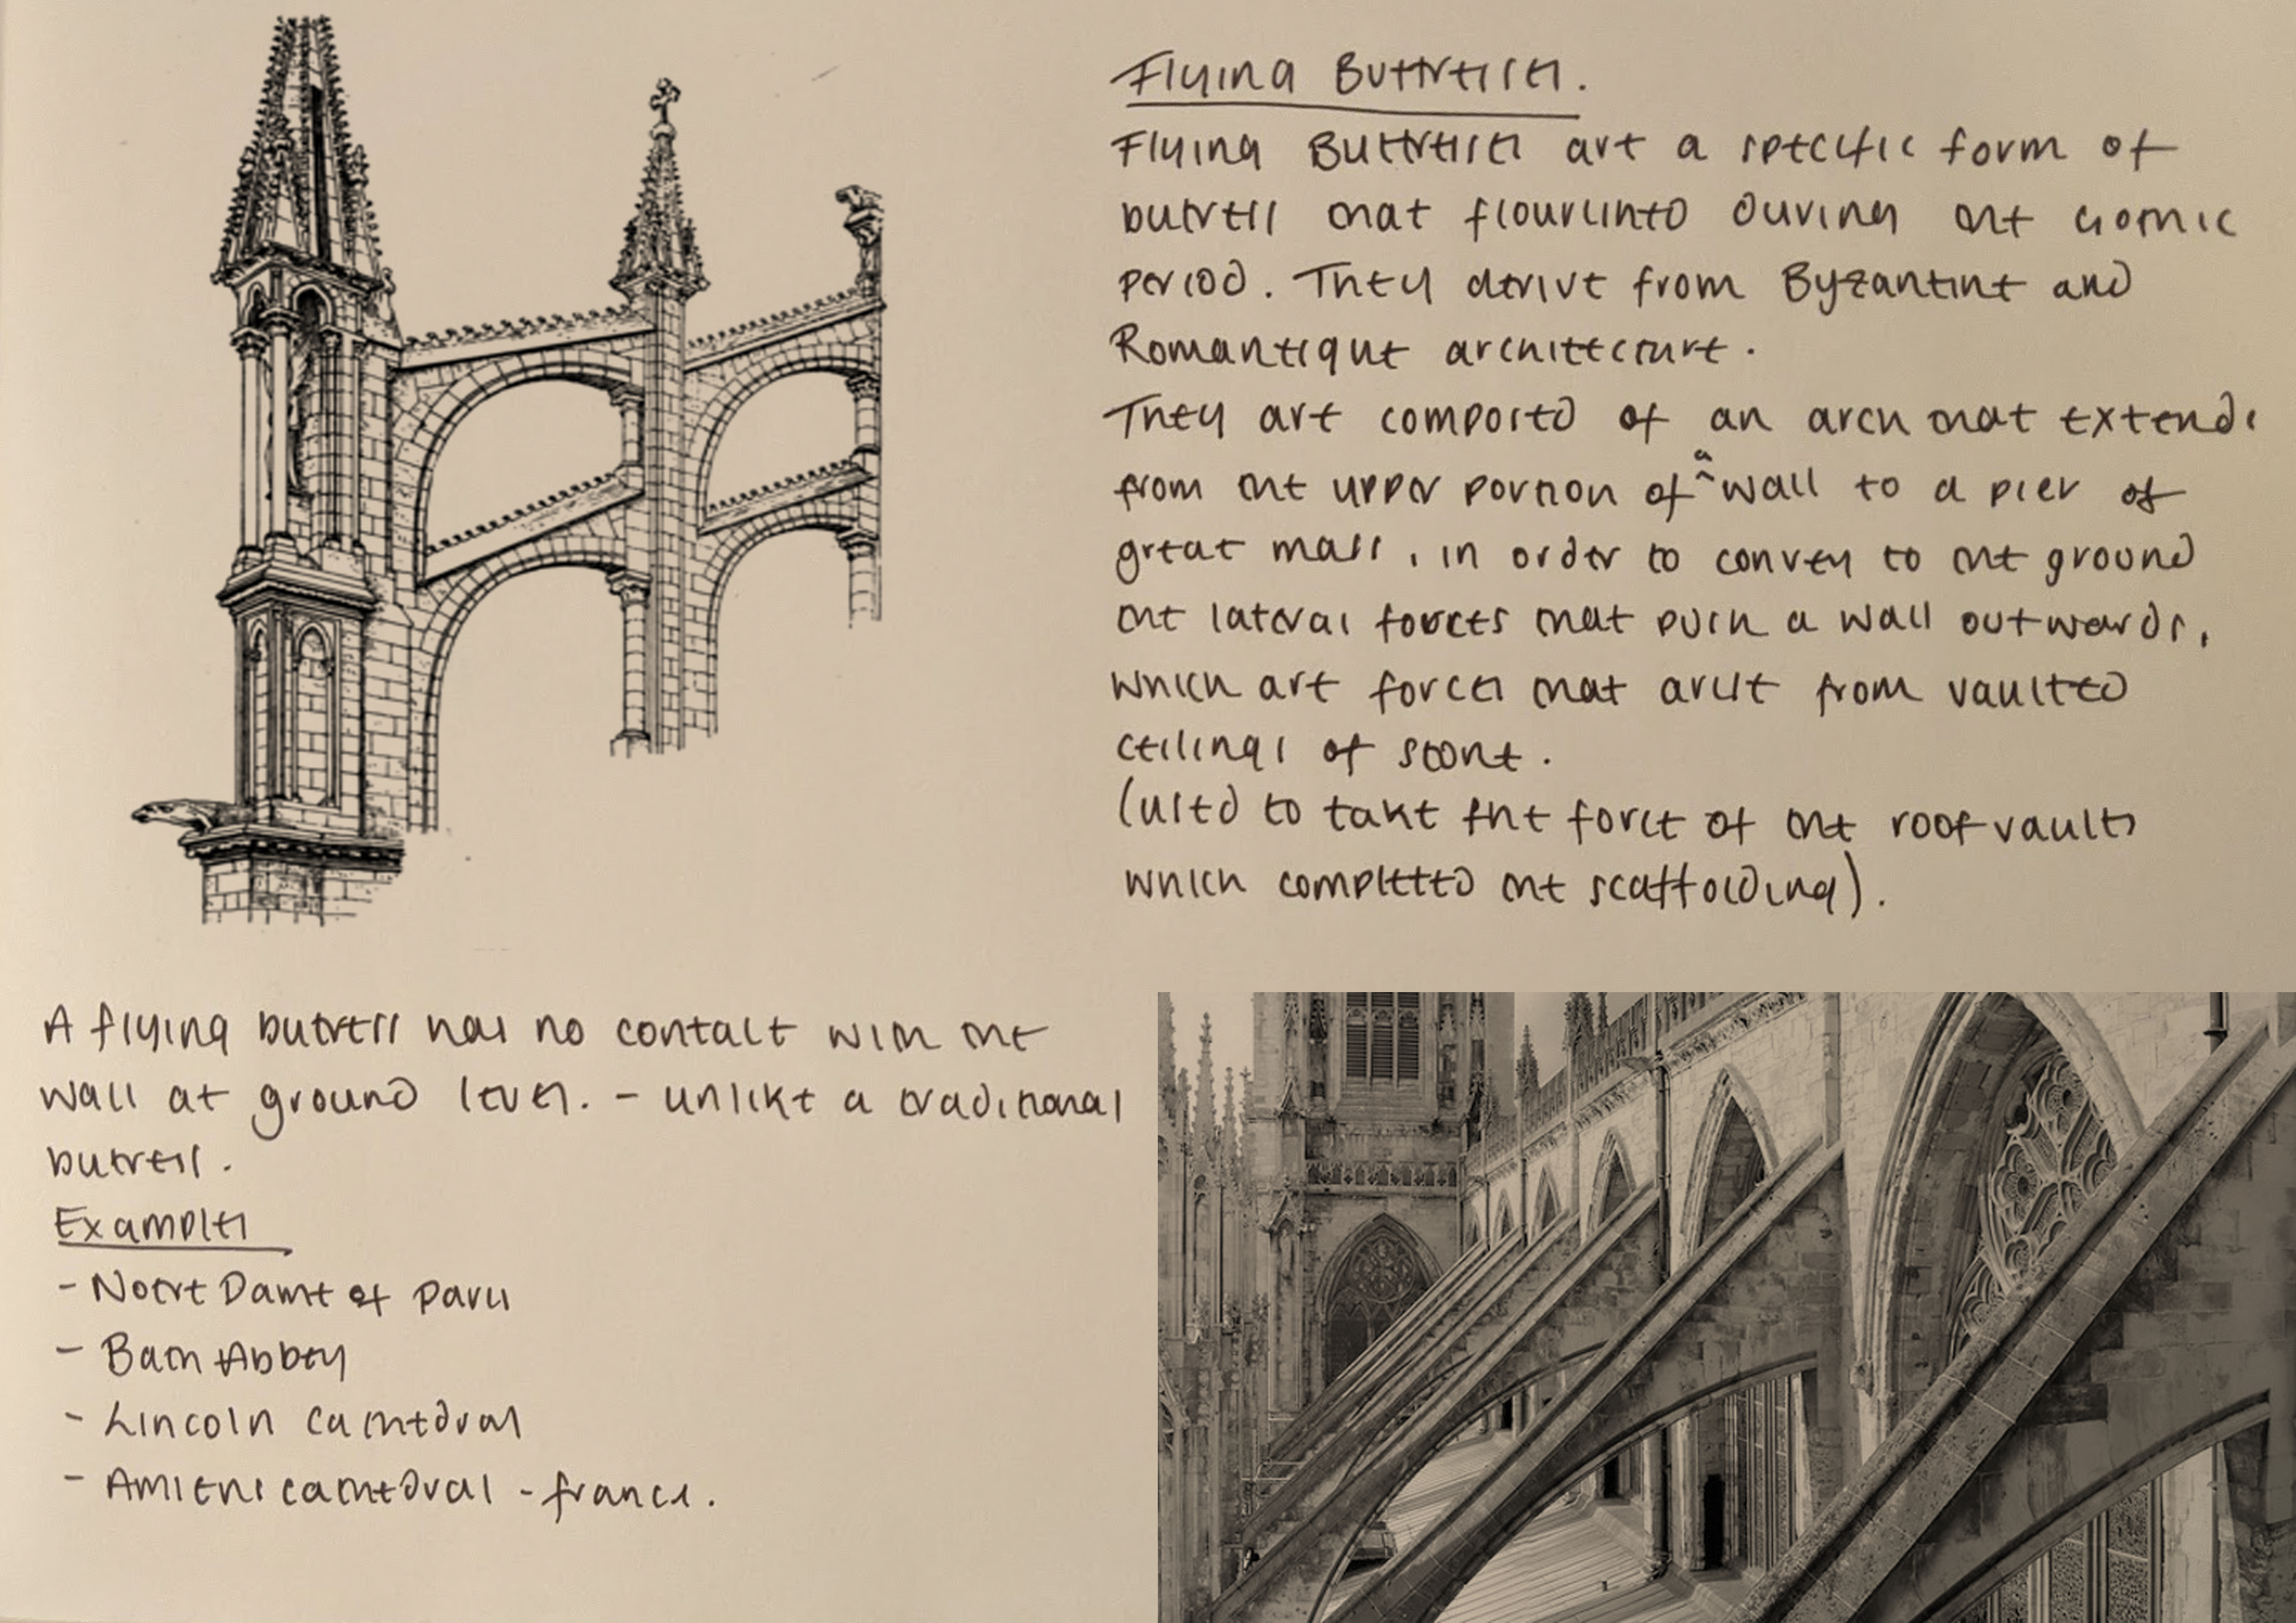 Flying Buttresses.
Flying Buttresses are a specific form of
buttress that flourished during the Gothic
period. They derive from Byzantine and
Romantique architecture.
They are composed of an arch that extends
from the upper portion of a wall to a pier of
great mass, in order to convey to the ground
the lateral forces that push a wall outwards,
which are forces that arise from vaulted
ceilings of stone.
(used to take the force of the roof vaults
which completed the scaffolding).
A flying buttress has no contact with the
wall at ground level. - unlike a traditional
buttress.
Examples
- Notre Dame of Paris
- Bath Abbey
- Lincoln Cathedral
- Amiens cathedral - france.